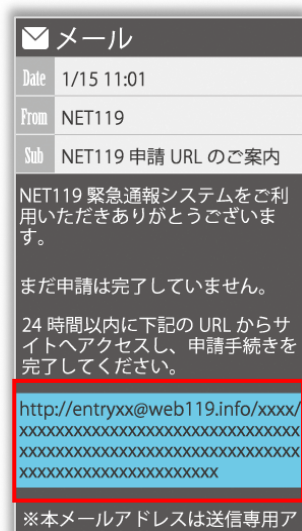 メール
Date 1/15 11:01
From NET119
Sub NET119 申請 URL のご案内
NET119 緊急通報システムをご利
用いただきありがとうございま
す。
まだ申請は完了していません。
24 時間以内に下記の URL からサ
イトへアクセスし、申請手続きを
完了してください。
http://entryxx@web119.info/xxxx/
xxxxxxxxxxxxxxxxxxxxxxxxxxxxxxx
xxxxxxxxxxxxxxxxxxxxxxxxxxxxxxx
xxxxxxxxxxxxxxxxxxxxxx
※本メールアドレスは送信専用ア